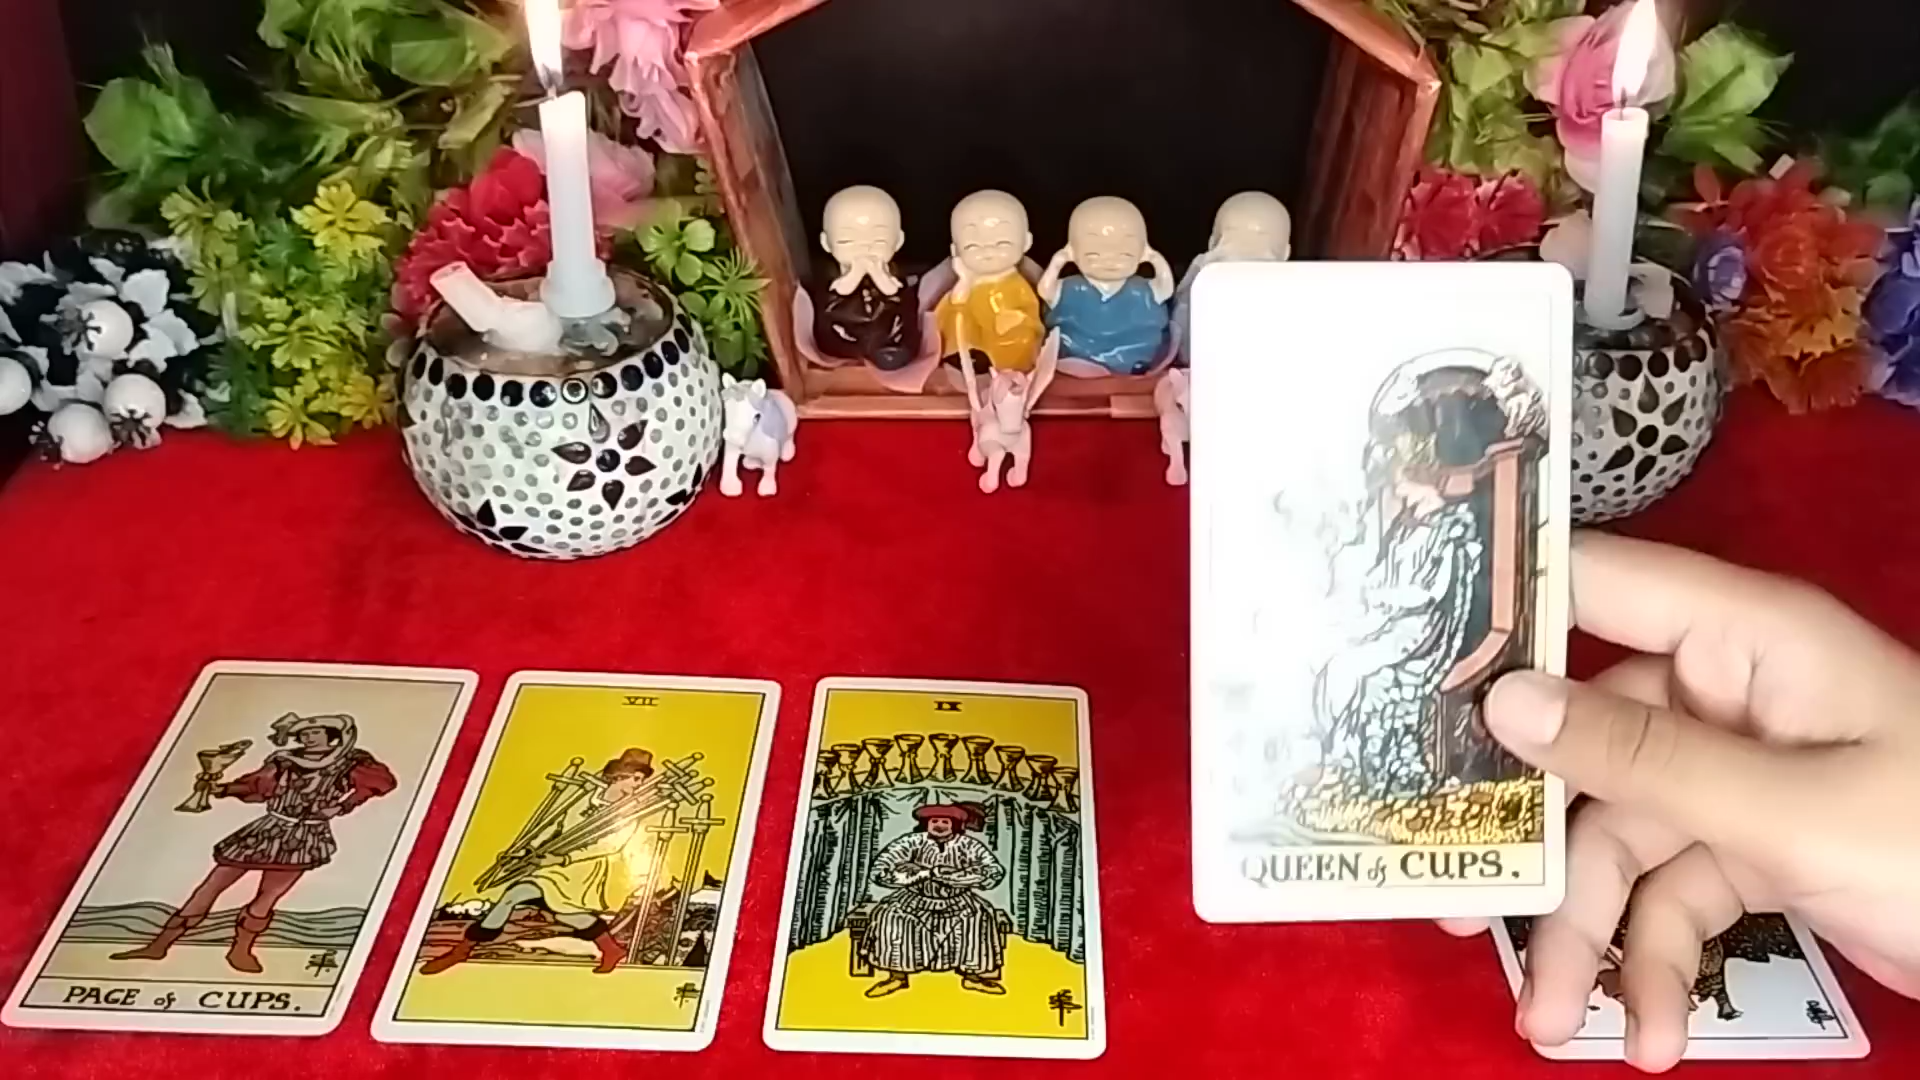 PAGE of CUPS.
VII
IX
QUEEN of CUPS.